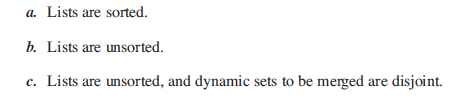 a. Lists are sorted.
b. Lists are unsorted.
c. Lists are unsorted, and dynamic sets to be merged are disjoint.